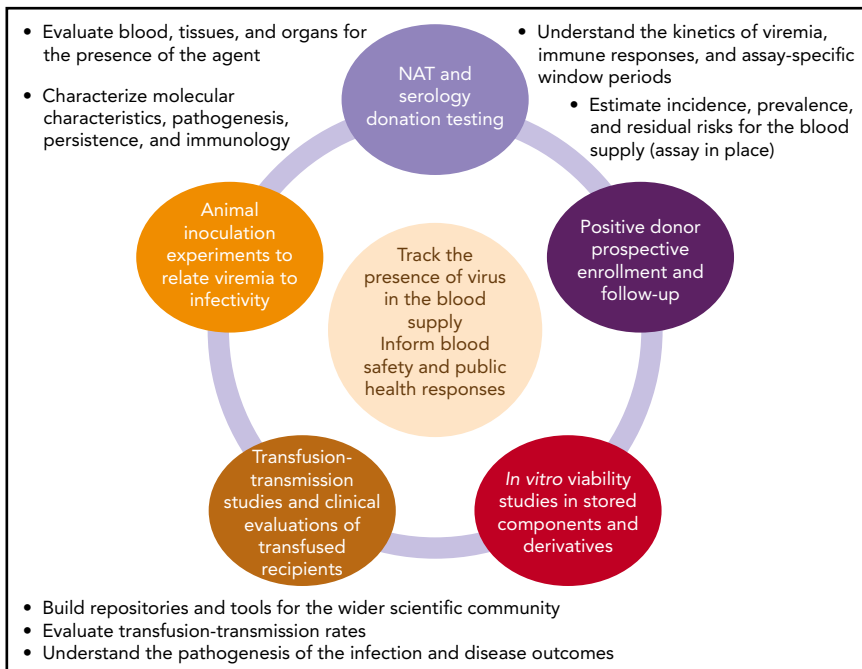 • Evaluate blood, tissues, and organs for
the presence of the agent
• Characterize molecular
characteristics, pathogenesis,
persistence, and immunology
• Understand the kinetics of viremia,
immune responses, and assay-specific
window periods
• Estimate incidence, prevalence,
and residual risks for the blood
supply (assay in place)
NAT and
serology
donation testing
Animal
inoculation
experiments to
relate viremia to
infectivity
Positive donor
prospective
enrollment and
follow-up
Track the
presence of virus
in the blood
supply
Inform blood
safety and public
health responses
Transfusion-
transmission
studies and clinical
evaluations of
transfused
recipients
In vitro viability
studies in stored
components and
derivatives
• Build repositories and tools for the wider scientific community
• Evaluate transfusion-transmission rates
• Understand the pathogenesis of the infection and disease outcomes